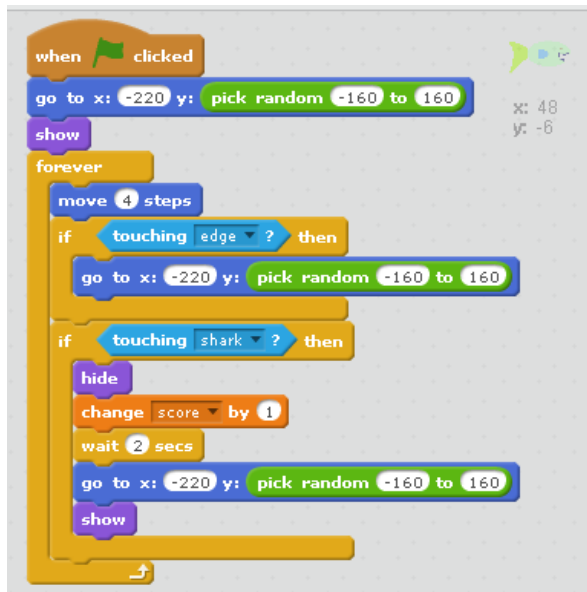 when clicked
go to x: -220 y: pick random -160 to 160
x: 48
y: -6
show
forever
move 4 steps
if touching edge ? then
go to x: -220 y: pick random -160 to 160
if touching shark ? then
hide
change score by 1
wait 2 secs
go to x: -220 y: pick random -160 to 160
show